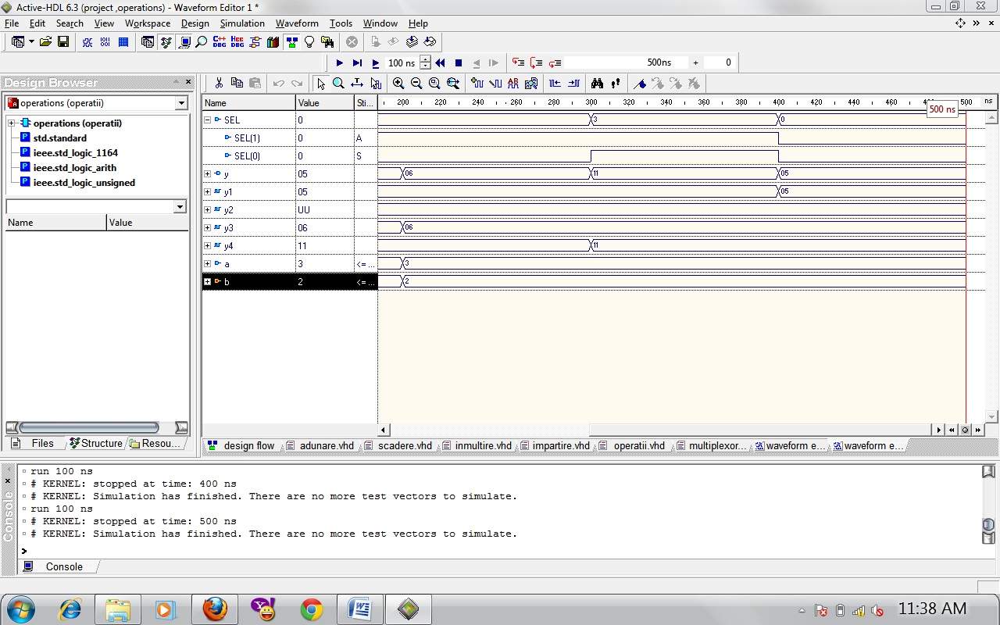 Active-HDL 6.3 (project ,operations) - Waveform Editor 1 *
File Edit Search View Workspace Design Simulation Waveform Tools Window Help
100 ns 500ns + 0
Design Browser
operations (operatii)
operations (operatii)
std.standard
ieee.std_logic_1164
ieee.std_logic_arith
ieee.std_logic_unsigned
Name Value
Files Structure Resou...
Name Value Sti... 200 220 240 260 280 300 320 340 360 380 400 420 440 460 500 ns
500 ns
SEL 0 3 0
SEL(1) 0 A
SEL(0) 0 S
y 05 06 11 05
y1 05 05
y2 UU
y3 06 06
y4 11 11
a 3 <= ... 3
b 2 <= ... 2
design flow adunare.vhd scadere.vhd inmultire.vhd impartire.vhd operatii.vhd multiplexor... waveform e... waveform e...
run 100 ns
# KERNEL: stopped at time: 400 ns
# KERNEL: Simulation has finished. There are no more test vectors to simulate.
run 100 ns
# KERNEL: stopped at time: 500 ns
# KERNEL: Simulation has finished. There are no more test vectors to simulate.
>
Console
Console
11:38 AM